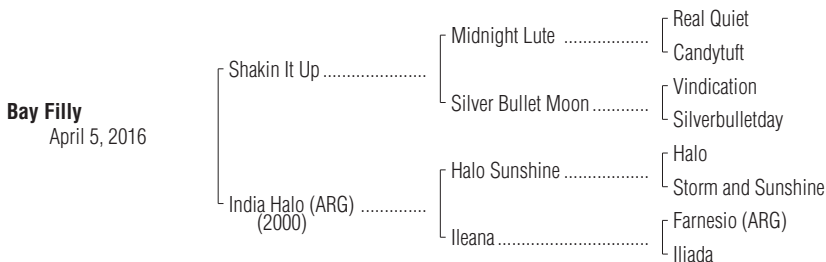 Real Quiet
Midnight Lute ..................
Candytuft
Shakin It Up ......................
Vindication
Silver Bullet Moon ............
Silverbulletday
Bay Filly
April 5, 2016
Halo
Halo Sunshine ..................
Storm and Sunshine
India Halo (ARG) ..............
(2000)
Farnesio (ARG)
Ileana ................................
Iliada